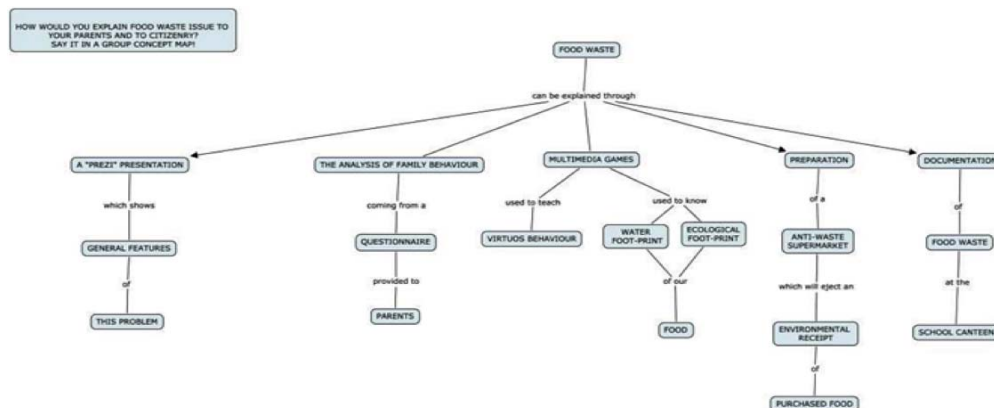 HOW WOULD YOU EXPLAIN FOOD WASTE ISSUE TO
YOUR PARENTS AND TO CITIZENRY?
SAY IT IN A GROUP CONCEPT MAP!
FOOD WASTE
can be explained through
A "PREZI" PRESENTATION
which shows
GENERAL FEATURES
of
THIS PROBLEM
THE ANALYSIS OF FAMILY BEHAVIOUR
coming from a
QUESTIONNAIRE
provided to
PARENTS
MULTIMEDIA GAMES
used to teach
VIRTUOS BEHAVIOUR
used to know
WATER
FOOT-PRINT
ECOLOGICAL
FOOT-PRINT
of our
FOOD
PREPARATION
of a
ANTI-WASTE
SUPERMARKET
which will eject an
ENVIRONMENTAL
RECEIPT
of
PURCHASED FOOD
DOCUMENTATION
of
FOOD WASTE
at the
SCHOOL CANTEEN